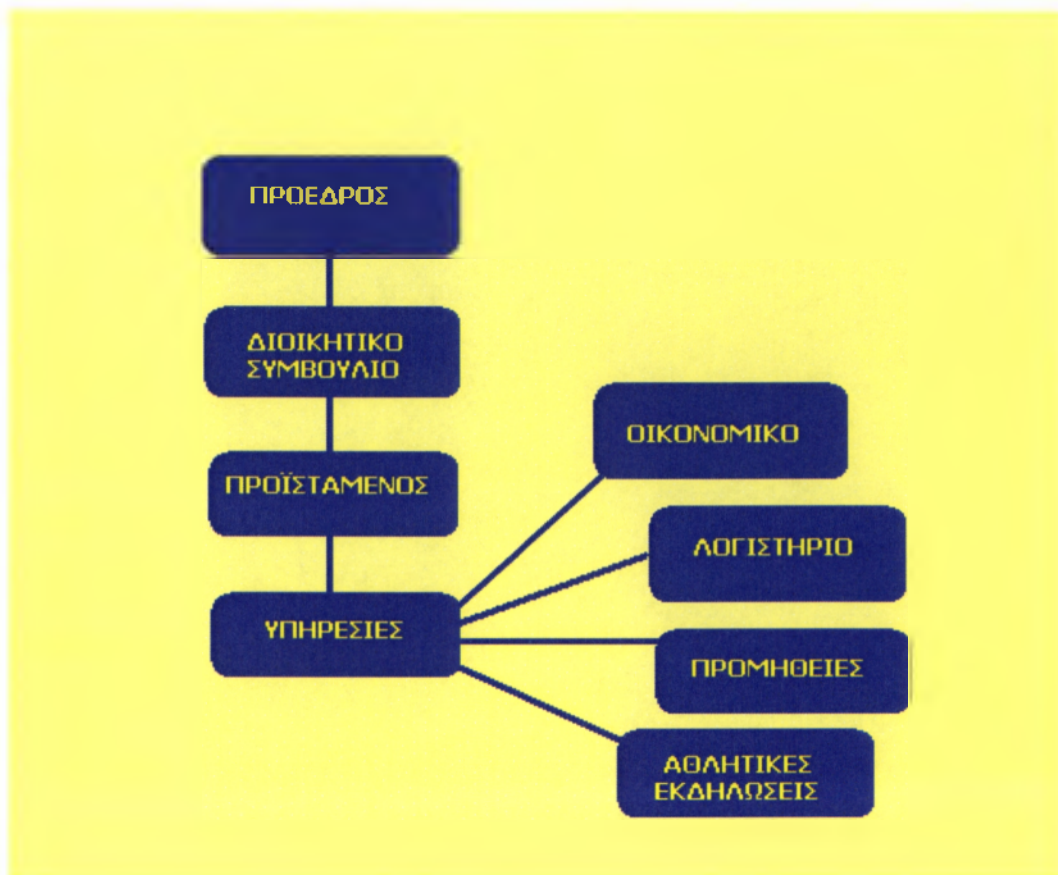 ΠΡΟΕΔΡΟΣ
ΔΙΟΙΚΗΤΙΚΟ
ΣΥΜΒΟΥΛΙΟ
ΠΡΟΪΣΤΑΜΕΝΟΣ
ΥΠΗΡΕΣΙΕΣ
ΟΙΚΟΝΟΜΙΚΟ
ΛΟΓΙΣΤΗΡΙΟ
ΠΡΟΜΗΘΕΙΕΣ
ΑΘΛΗΤΙΚΕΣ
ΕΚΔΗΛΩΣΕΙΣ